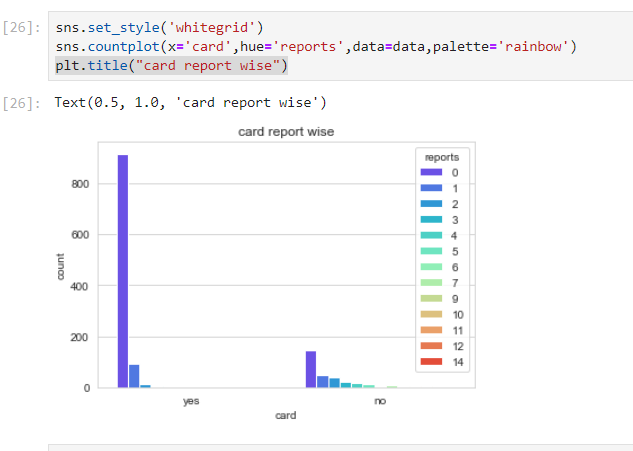 [26]: sns.set_style('whitegrid')
sns.countplot(x='card',hue='reports',data=data,palette='rainbow')
plt.title("card report wise")
[26]: Text(0.5, 1.0, 'card report wise')
card report wise
reports
0
1
2
3
4
5
6
7
9
10
11
12
14
800
600
400
200
0
count
yes
no
card